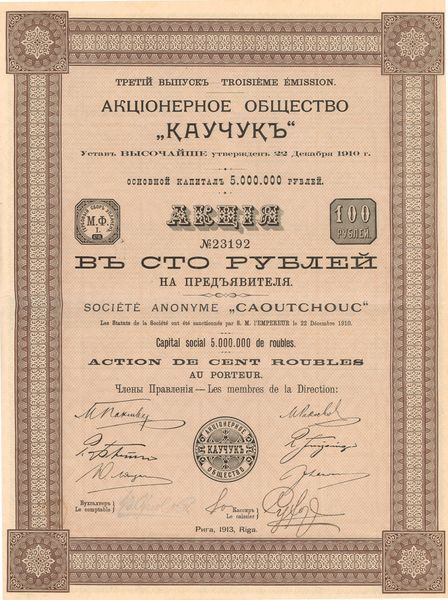 ТРЕТІЙ ВЫПУСКЪ — TROISIÈME ÉMISSION.
АКЦІОНЕРНОЕ ОБЩЕСТВО
„КАУЧУКЪ“
Уставъ ВЫСОЧАЙШЕ утвержденъ 22 Декабря 1910 г.
ОСНОВНОЙ КАПИТАЛЪ 5.000.000 РУБЛЕЙ.
АКЦІЯ
М.Ф.
I.
100
РУБЛЕЙ.
№23192
ВЪ СТО РУБЛЕЙ
НА ПРЕДЪЯВИТЕЛЯ.
SOCIÉTÉ ANONYME „CAOUTCHOUC“
Les Statuts de la Société ont été sanctionnés par S. M. l'EMPEREUR le 22 Décembre 1910.
Capital social 5.000.000 de roubles.
ACTION DE CENT ROUBLES
AU PORTEUR.
Члены Правленія — Les membres de la Direction:
АКЦІОНЕРНОЕ
КАУЧУКЪ
ОБЩЕСТВО
Бухгалтеръ
Le comptable
Кассиръ
Le caissier
Рига, 1913, Riga.